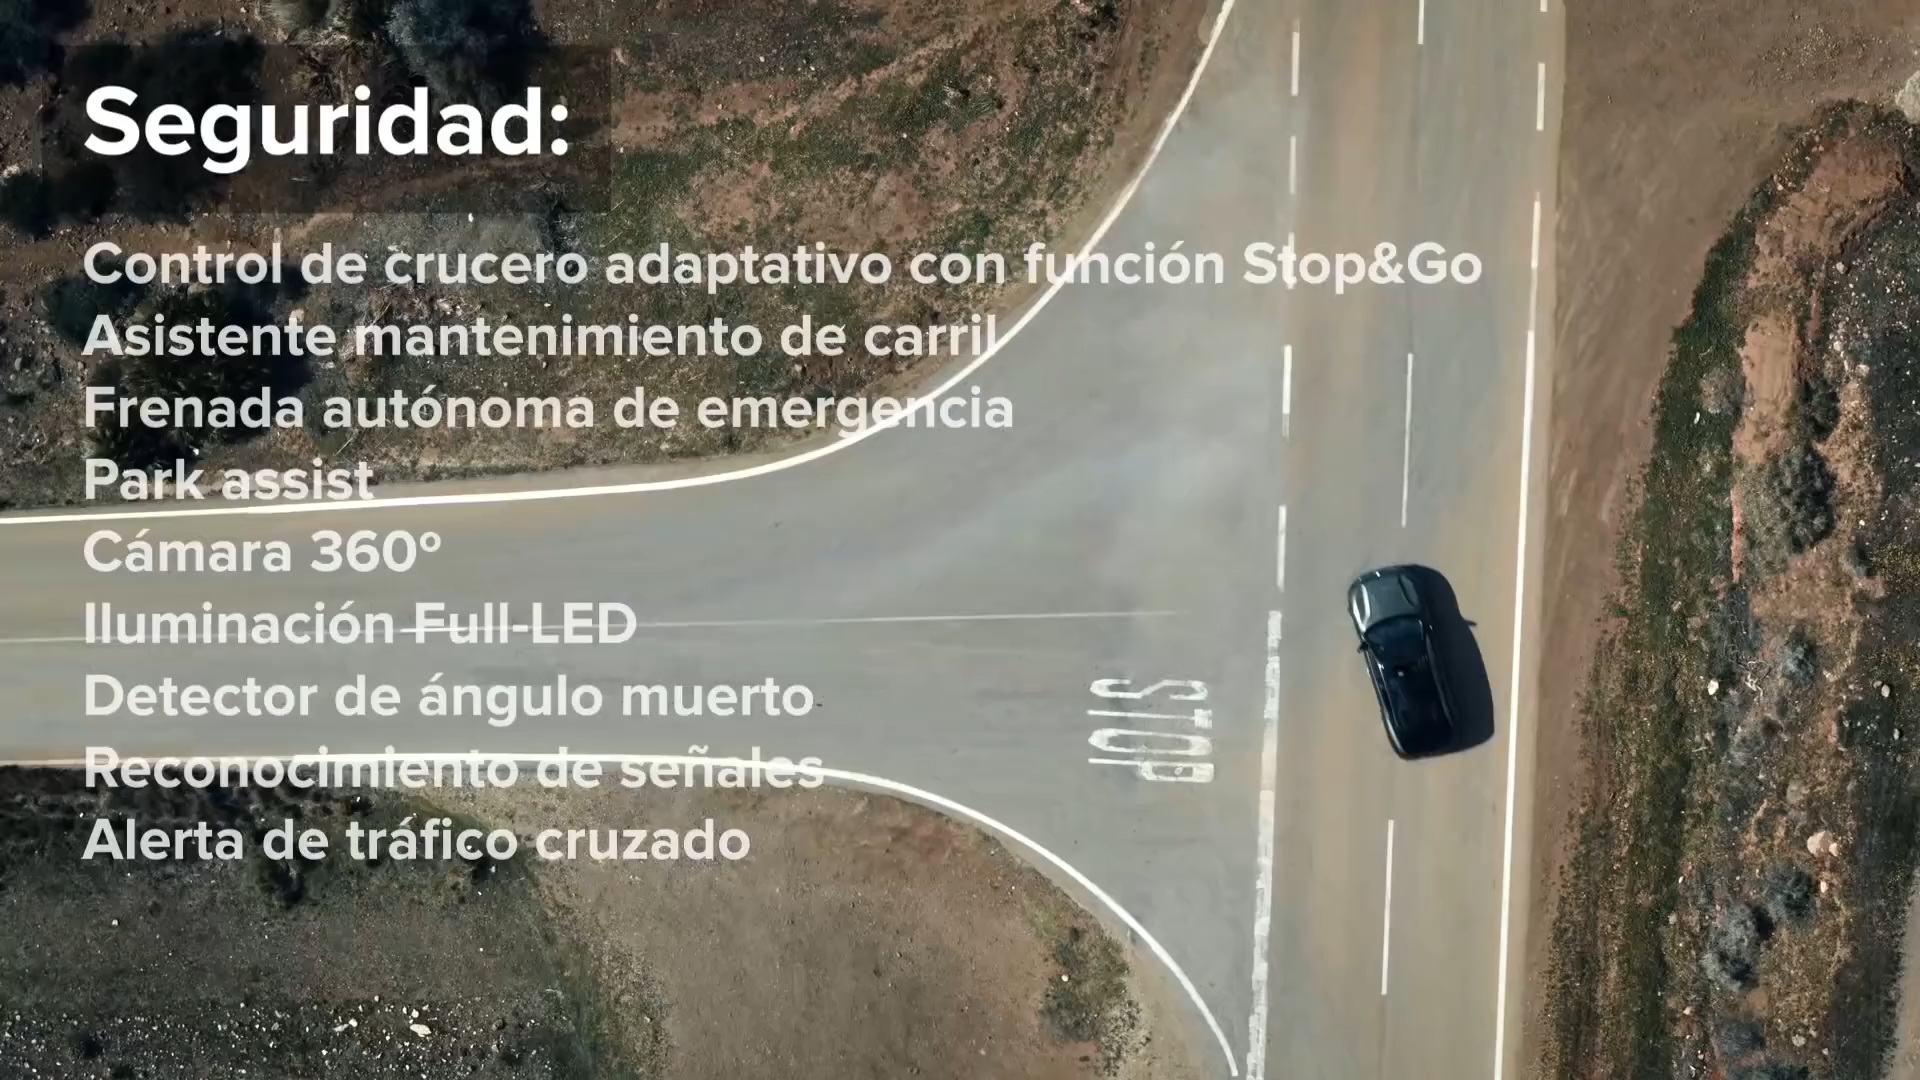 Seguridad:
Control de crucero adaptativo con función Stop&Go
Asistente mantenimiento de carril
Frenada autónoma de emergencia
Park assist
Cámara 360º
Iluminación Full-LED
Detector de ángulo muerto
Reconocimiento de señales
Alerta de tráfico cruzado
STOP